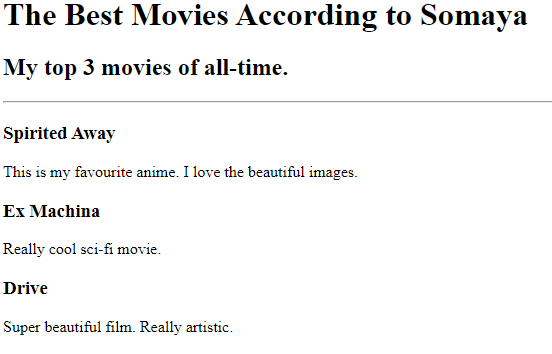 The Best Movies According to Somaya
My top 3 movies of all-time.
Spirited Away
This is my favourite anime. I love the beautiful images.
Ex Machina
Really cool sci-fi movie.
Drive
Super beautiful film. Really artistic.